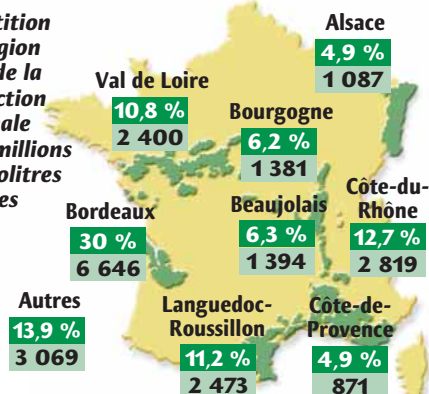 tition
gion
de la
ction
ale
millions
olitres
es
Alsace
4,9 %
1 087
Val de Loire
10,8 %
2 400
Bourgogne
6,2 %
1 381
Bordeaux
30 %
6 646
Beaujolais
6,3 %
1 394
Côte-du-
Rhône
12,7 %
2 819
Autres
13,9 %
3 069
Languedoc-
Roussillon
11,2 %
2 473
Côte-de-
Provence
4,9 %
871